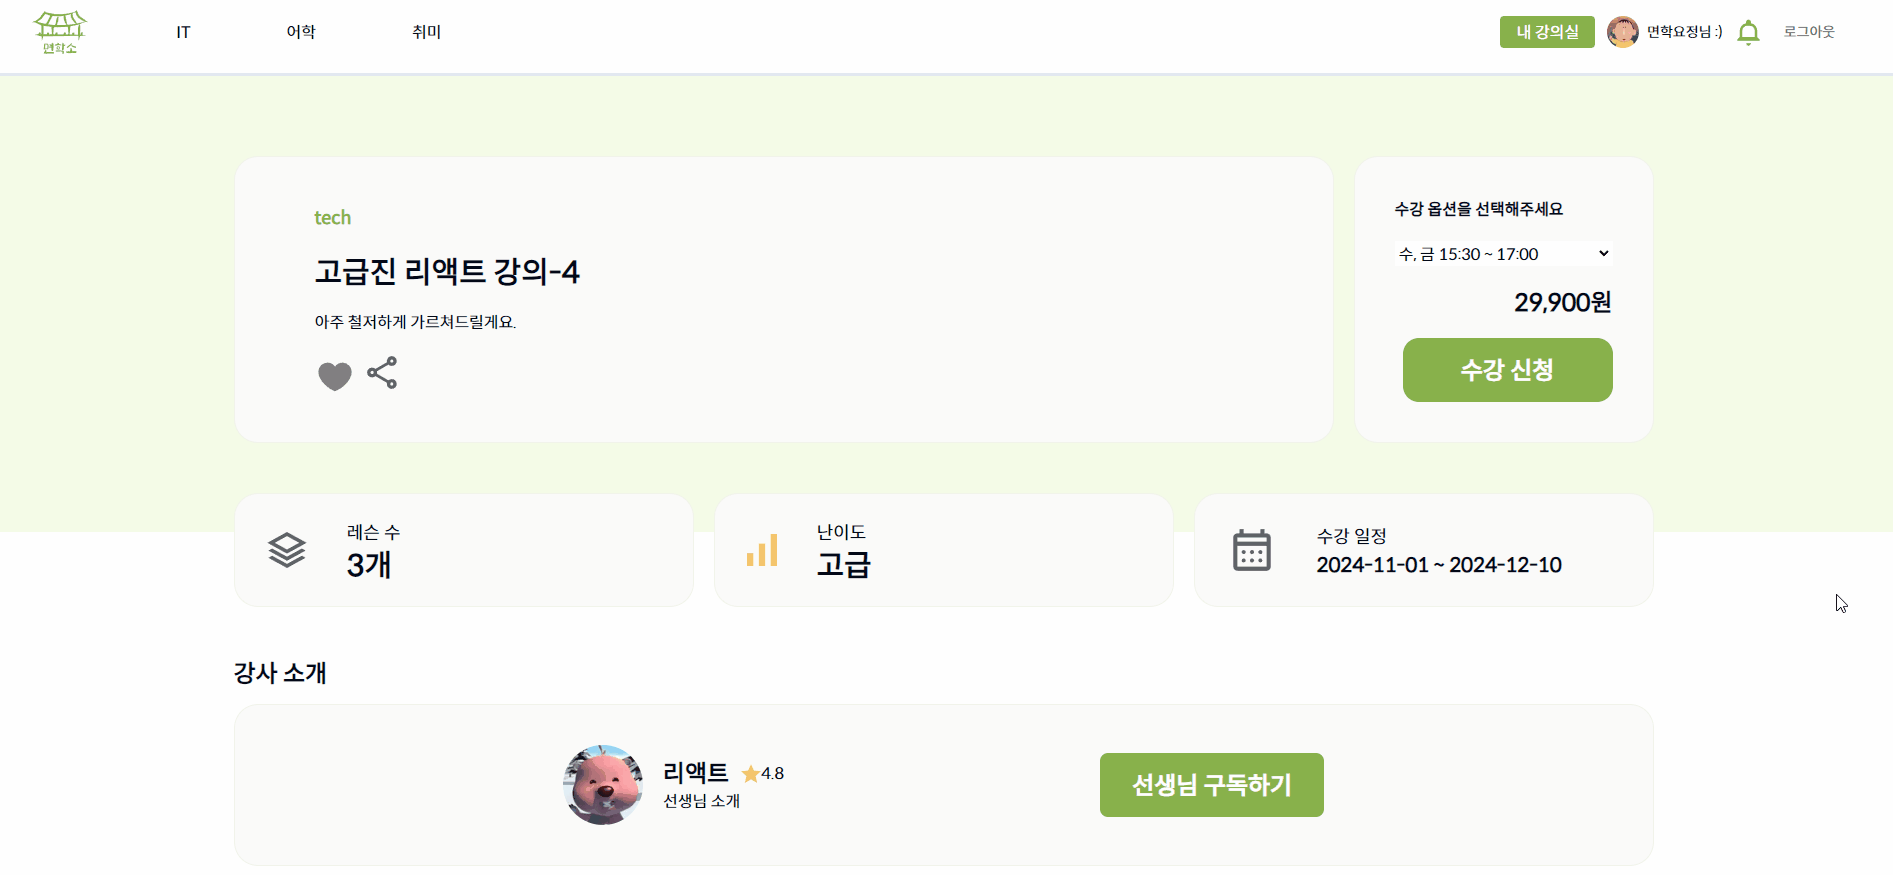 면학소
IT
어학
취미
내 강의실
면학요정님 :)
로그아웃
tech
고급진 리액트 강의-4
아주 철저하게 가르쳐드릴게요.
수강 옵션을 선택해주세요
수, 금 15:30 ~ 17:00
29,900원
수강 신청
레슨 수
3개
난이도
고급
수강 일정
2024-11-01 ~ 2024-12-10
강사 소개
리액트 4.8
선생님 소개
선생님 구독하기